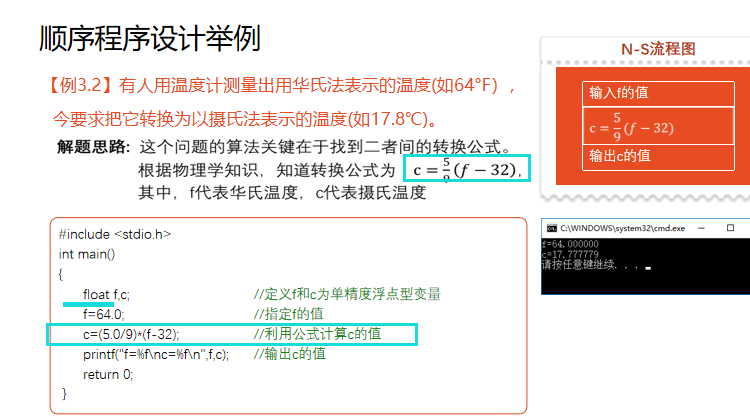 顺序程序设计举例
【例3.2】有人用温度计测量出用华氏法表示的温度(如64°F)，
今要求把它转换为以摄氏法表示的温度(如17.8℃)。
解题思路: 这个问题的算法关键在于找到二者间的转换公式。
根据物理学知识，知道转换公式为 c = 5/9 (f − 32),
其中，f代表华氏温度，c代表摄氏温度
#include <stdio.h>
int main()
{
float f,c; //定义f和c为单精度浮点型变量
f=64.0; //指定f的值
c=(5.0/9)*(f-32); //利用公式计算c的值
printf("f=%f\nc=%f\n",f,c); //输出c的值
return 0;
}
N-S流程图
输入f的值
c = 5/9 (f − 32)
输出c的值
C:\WINDOWS\system32\cmd.exe
f=64.000000
c=17.777779
请按任意键继续. . .